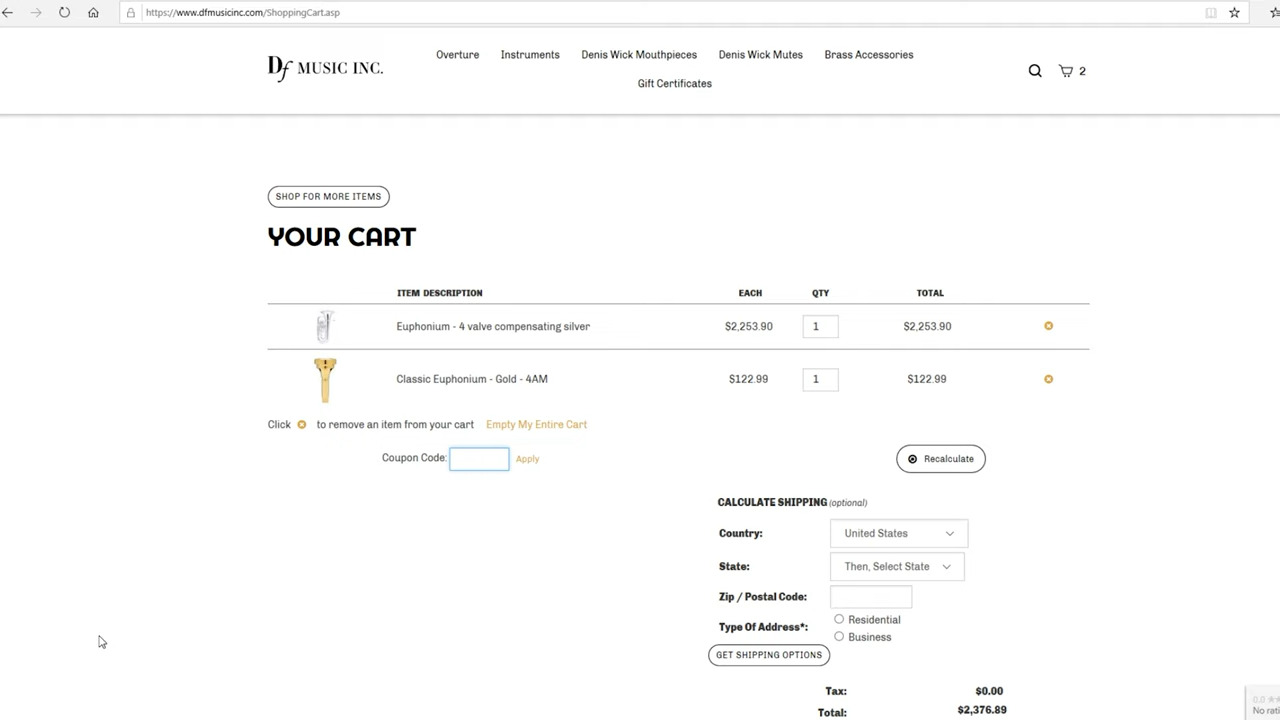 https://www.dfmusicinc.com/ShoppingCart.asp
Df MUSIC INC.
Overture Instruments Denis Wick Mouthpieces Denis Wick Mutes Brass Accessories
Gift Certificates
2
SHOP FOR MORE ITEMS
YOUR CART
ITEM DESCRIPTION EACH QTY TOTAL
Euphonium - 4 valve compensating silver $2,253.90 1 $2,253.90
Classic Euphonium - Gold - 4AM $122.99 1 $122.99
Click to remove an item from your cart Empty My Entire Cart
Coupon Code: Apply Recalculate
CALCULATE SHIPPING (optional)
Country: United States
State: Then, Select State
Zip / Postal Code:
Type Of Address*: Residential
Business
GET SHIPPING OPTIONS
Tax: $0.00
Total: $2,376.89
0.0
No rati